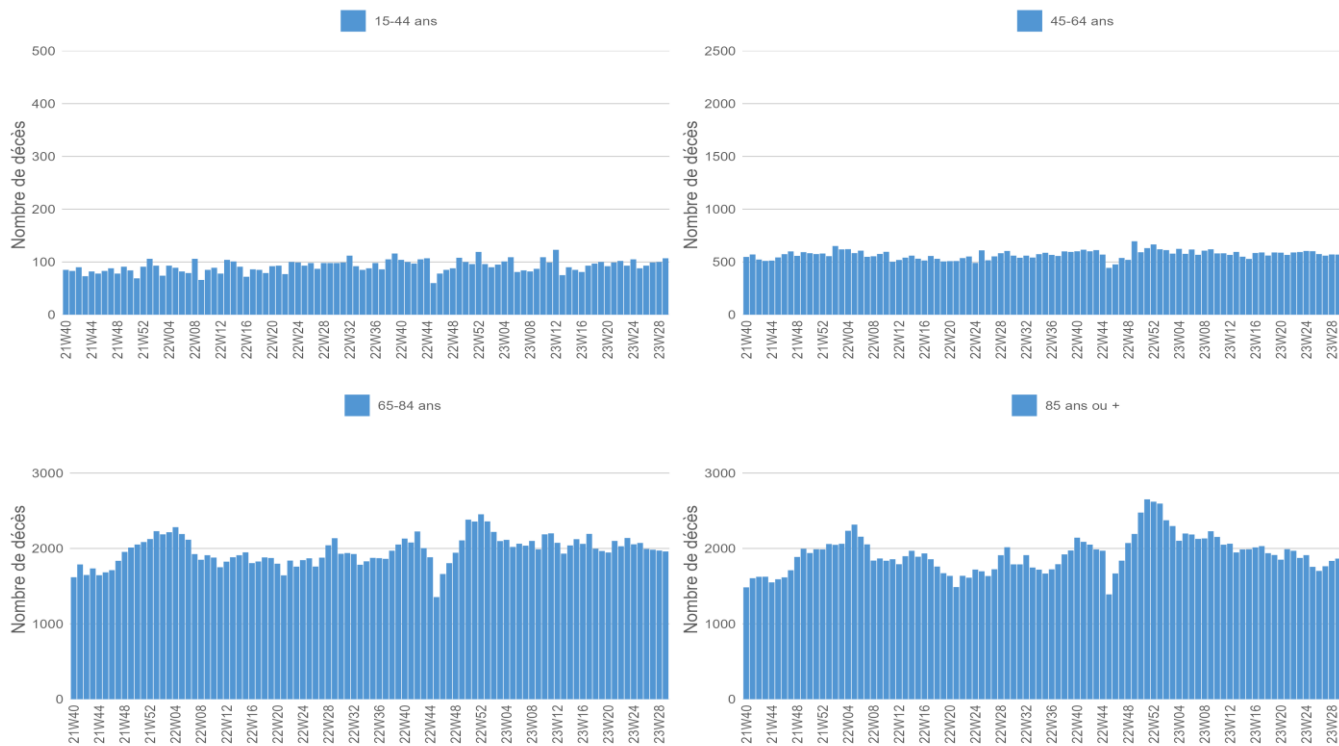 15-44 ans
500
400
300
200
100
0
Nombre de décès
21W40
21W44
21W48
21W52
22W04
22W08
22W12
22W16
22W20
22W24
22W28
22W32
22W36
22W40
22W44
22W48
22W52
23W04
23W08
23W12
23W16
23W20
23W24
23W28
45-64 ans
2500
2000
1500
1000
500
0
Nombre de décès
21W40
21W44
21W48
21W52
22W04
22W08
22W12
22W16
22W20
22W24
22W28
22W32
22W36
22W40
22W44
22W48
22W52
23W04
23W08
23W12
23W16
23W20
23W24
23W28
65-84 ans
3000
2000
1000
0
Nombre de décès
21W40
21W44
21W48
21W52
22W04
22W08
22W12
22W16
22W20
22W24
22W28
22W32
22W36
22W40
22W44
22W48
22W52
23W04
23W08
23W12
23W16
23W20
23W24
23W28
85 ans ou +
3000
2000
1000
0
Nombre de décès
21W40
21W44
21W48
21W52
22W04
22W08
22W12
22W16
22W20
22W24
22W28
22W32
22W36
22W40
22W44
22W48
22W52
23W04
23W08
23W12
23W16
23W20
23W24
23W28